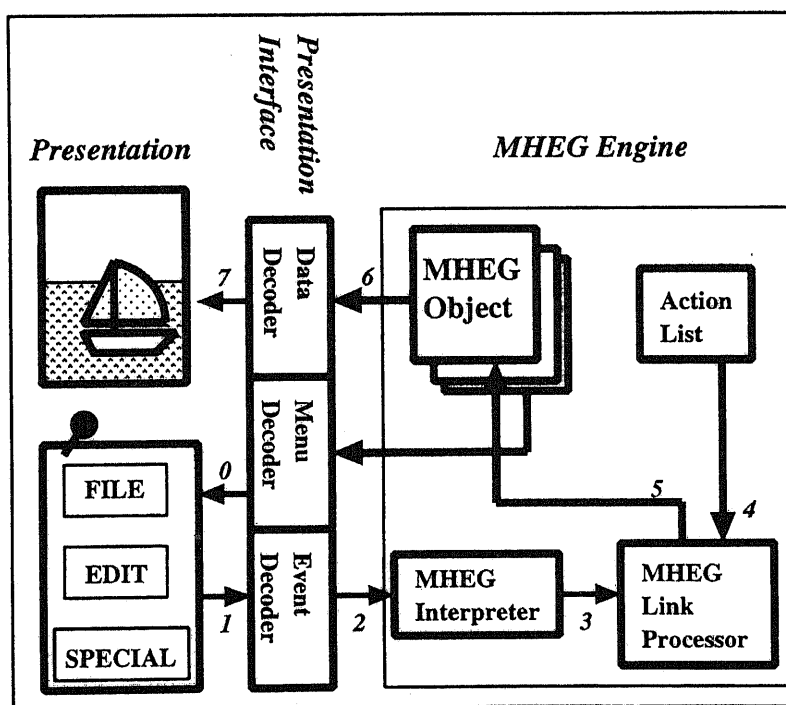 Presentation
Interface
Presentation
MHEG Engine
Data
Decoder
7
6
MHEG
Object
Action
List
Menu
Decoder
0
FILE
5
4
EDIT
Event
Decoder
1
2
MHEG
Interpreter
3
MHEG
Link
Processor
SPECIAL